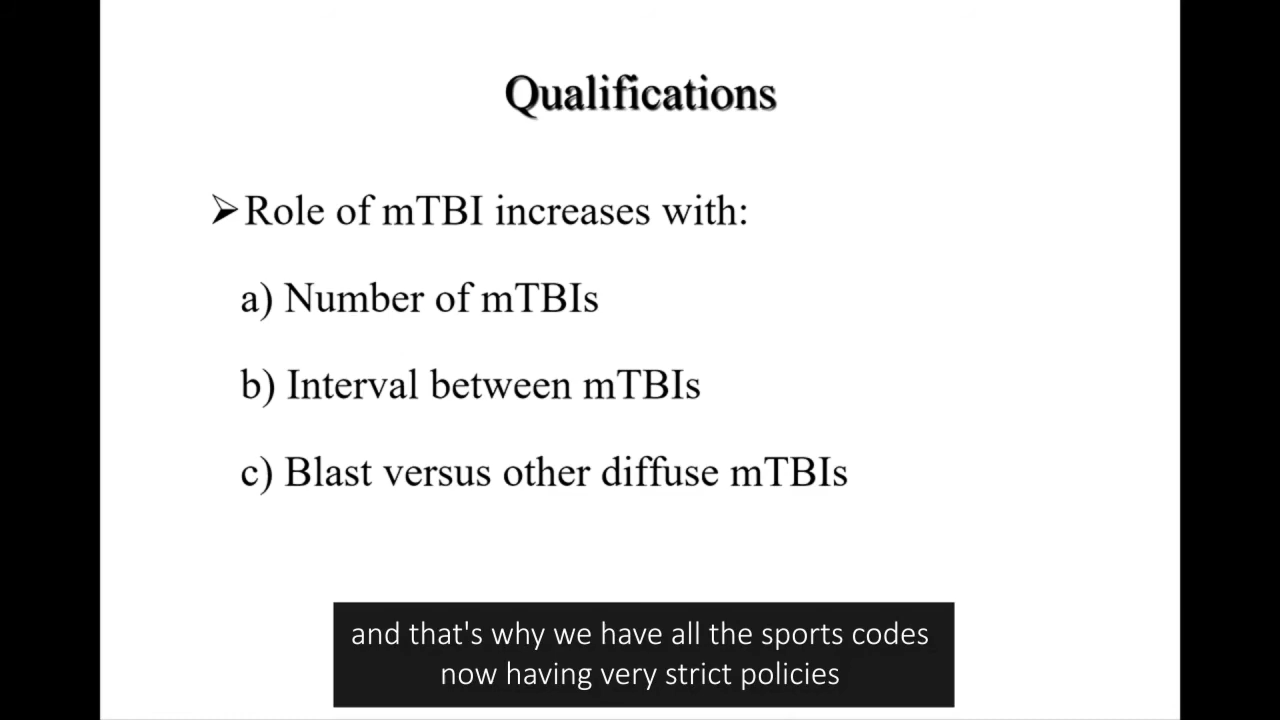 Qualifications
➢Role of mTBI increases with:
a) Number of mTBIs
b) Interval between mTBIs
c) Blast versus other diffuse mTBIs
and that's why we have all the sports codes
now having very strict policies